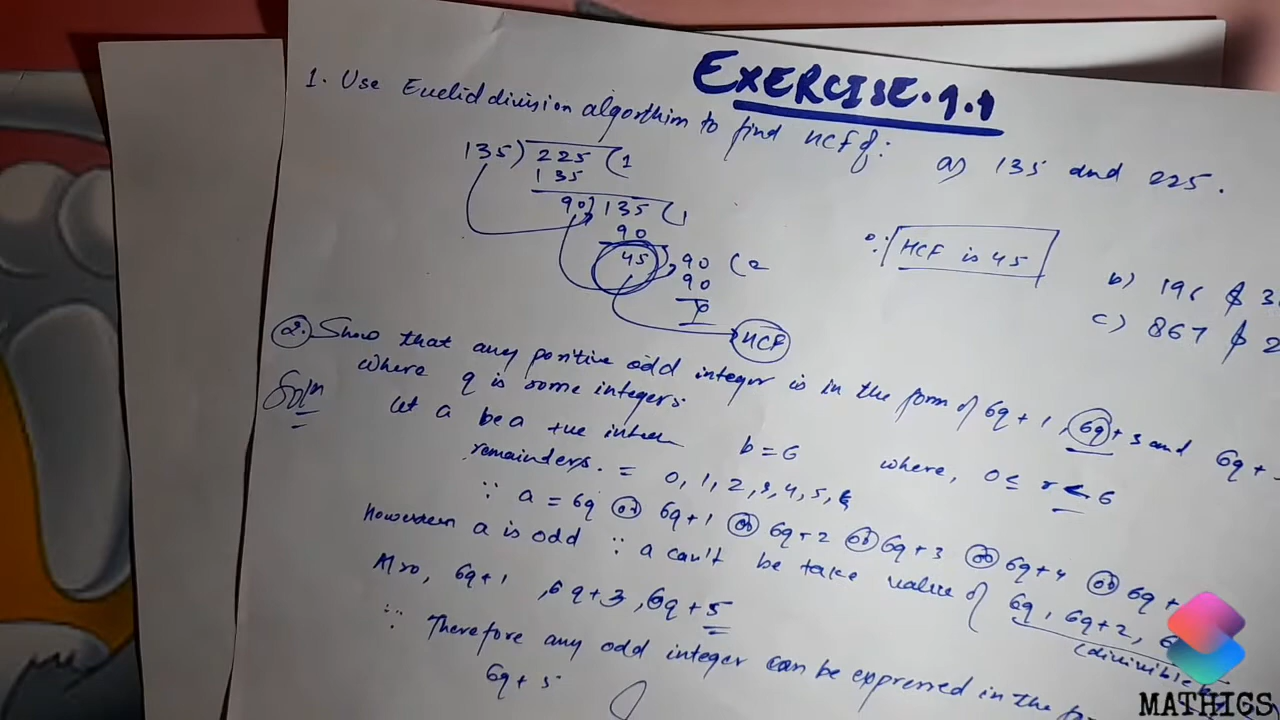 EXERCISE.1.1
1. Use Euclid division algorthim to find HCF of: a) 135 and 225.
135) 225 (1
135
90) 135 (1
90
45) 90 (2
90
∴ HCF is 45
HCF
b) 196 &
c) 867 &
2. Show that any positive odd integer is in the form of 6q+1, 6q+3 and 6q+
where q is some integers.
Soln
let a be a +ve b = 6 where, 0 ≤ r < 6
remainders. = 0, 1, 2, 3, 4, 5,
∵ a = 6q or 6q+1 or 6q+2 or 6q+3 or 6q+4 or 6q+
a is odd ∵ a can't be take value of 6q, 6q+2,
(divisible
Also, 6q+1, 6q+3, 6q+5
∵ Therefore any odd integer can be expressed in the
6q+5
MATHIGS